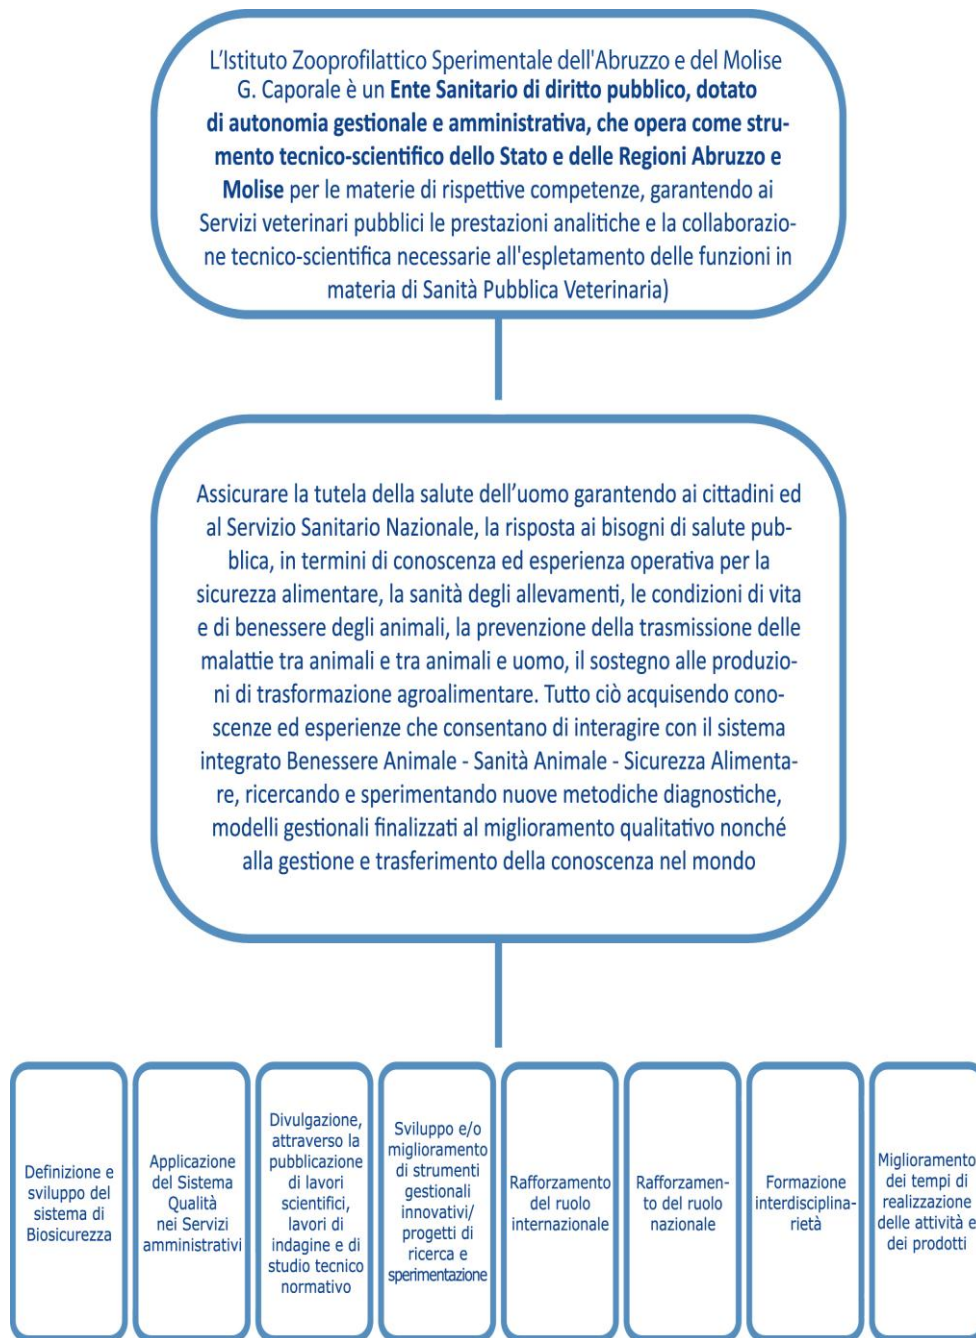 L'Istituto Zooprofilattico Sperimentale dell'Abruzzo e del Molise
G. Caporale è un Ente Sanitario di diritto pubblico, dotato
di autonomia gestionale e amministrativa, che opera come stru-
mento tecnico-scientifico dello Stato e delle Regioni Abruzzo e
Molise per le materie di rispettive competenze, garantendo ai
Servizi veterinari pubblici le prestazioni analitiche e la collaborazio-
ne tecnico-scientifica necessarie all'espletamento delle funzioni in
materia di Sanità Pubblica Veterinaria)
Assicurare la tutela della salute dell'uomo garantendo ai cittadini ed
al Servizio Sanitario Nazionale, la risposta ai bisogni di salute pub-
blica, in termini di conoscenza ed esperienza operativa per la
sicurezza alimentare, la sanità degli allevamenti, le condizioni di vita
e di benessere degli animali, la prevenzione della trasmissione delle
malattie tra animali e tra animali e uomo, il sostegno alle produzio-
ni di trasformazione agroalimentare. Tutto ciò acquisendo cono-
scenze ed esperienze che consentano di interagire con il sistema
integrato Benessere Animale - Sanità Animale - Sicurezza Alimenta-
re, ricercando e sperimentando nuove metodiche diagnostiche,
modelli gestionali finalizzati al miglioramento qualitativo nonché
alla gestione e trasferimento della conoscenza nel mondo
Definizione e
sviluppo del
sistema di
Biosicurezza
Applicazione
del Sistema
Qualità
nei Servizi
amministrativi
Divulgazione,
attraverso la
pubblicazione
di lavori
scientifici,
lavori di
indagine e di
studio tecnico
normativo
Sviluppo e/o
miglioramento
di strumenti
gestionali
innovativi/
progetti di
ricerca e
sperimentazione
Rafforzamento
del ruolo
internazionale
Rafforzamen-
to del ruolo
nazionale
Formazione
interdisciplina-
rietà
Miglioramento
dei tempi di
realizzazione
delle attività e
dei prodotti